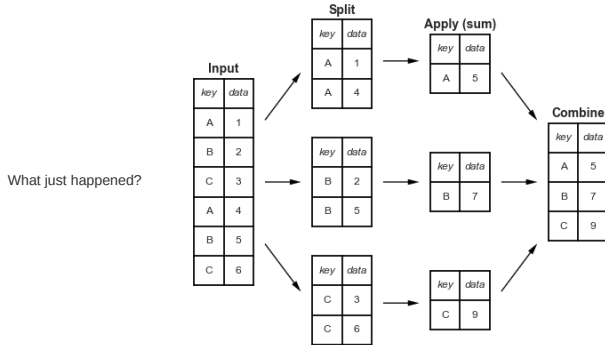 What just happened?
Input
key data
A 1
B 2
C 3
A 4
B 5
C 6
Split
key data
A 1
A 4
key data
B 2
B 5
key data
C 3
C 6
Apply (sum)
key data
A 5
key data
B 7
key data
C 9
Combine
key data
A 5
B 7
C 9